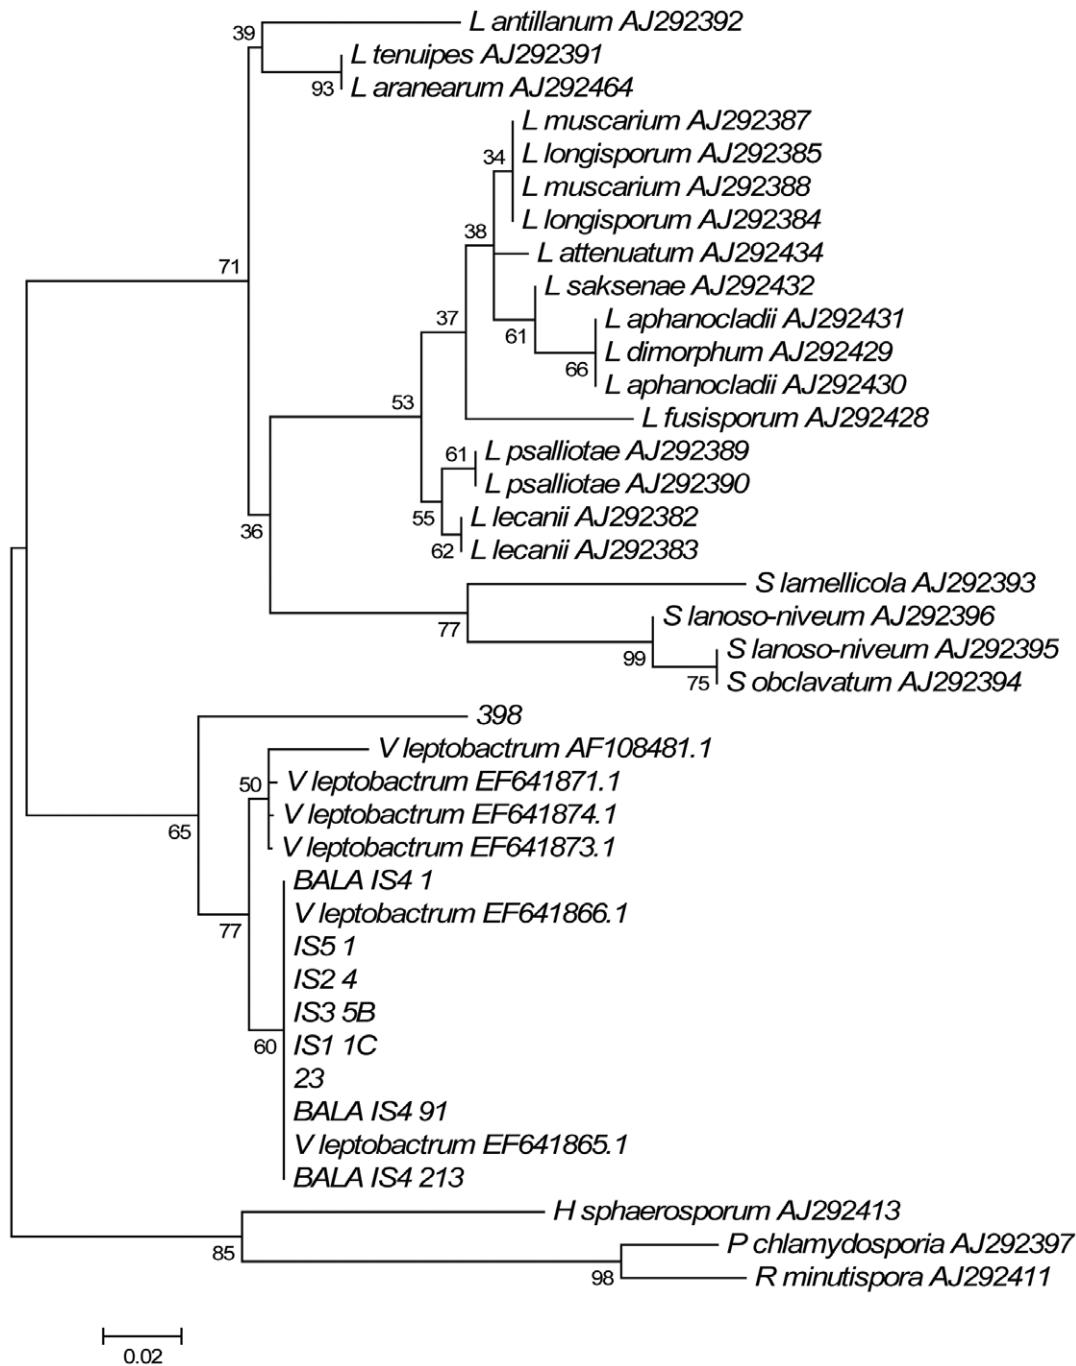 L antillanum AJ292392
39
L tenuipes AJ292391
93
L aranearum AJ292464
L muscarium AJ292387
34
L longisporum AJ292385
L muscarium AJ292388
L longisporum AJ292384
38
L attenuatum AJ292434
71
L saksenae AJ292432
37
L aphanocladii AJ292431
61
L dimorphum AJ292429
66
L aphanocladii AJ292430
53
L fusisporum AJ292428
61
L psalliotae AJ292389
L psalliotae AJ292390
55
L lecanii AJ292382
36
62
L lecanii AJ292383
S lamellicola AJ292393
77
S lanoso-niveum AJ292396
99
S lanoso-niveum AJ292395
75
S obclavatum AJ292394
398
V leptobactrum AF108481.1
50
V leptobactrum EF641871.1
V leptobactrum EF641874.1
65
V leptobactrum EF641873.1
BALA IS4 1
V leptobactrum EF641866.1
77
IS5 1
IS2 4
IS3 5B
60
IS1 1C
23
BALA IS4 91
V leptobactrum EF641865.1
BALA IS4 213
H sphaerosporum AJ292413
85
P chlamydosporia AJ292397
98
R minutispora AJ292411
0.02